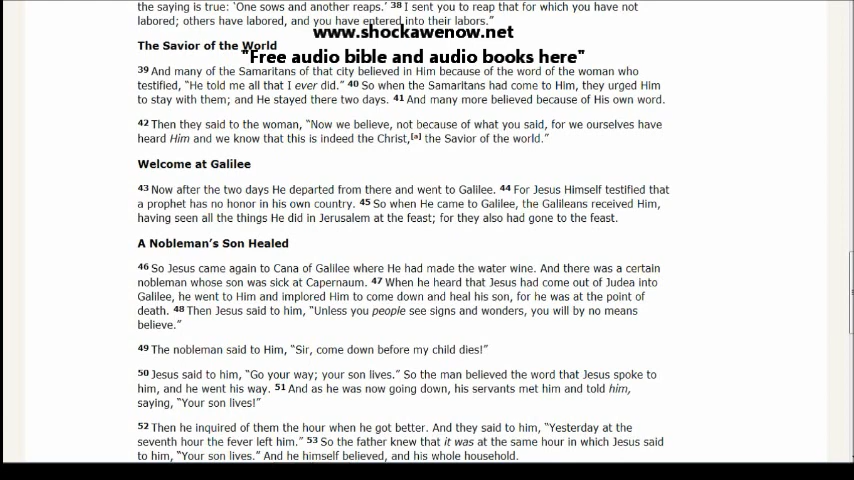 the saying is true: ‘One sows and another reaps.’ 38 I sent you to reap that for which you have not
labored; others have labored, and you have entered into their labors.”
www.shockawenow.net
The Savior of the World
"Free audio bible and audio books here"
39 And many of the Samaritans of that city believed in Him because of the word of the woman who
testified, “He told me all that I ever did.” 40 So when the Samaritans had come to Him, they urged Him
to stay with them; and He stayed there two days. 41 And many more believed because of His own word.
42 Then they said to the woman, “Now we believe, not because of what you said, for we ourselves have
heard Him and we know that this is indeed the Christ,[a] the Savior of the world.”
Welcome at Galilee
43 Now after the two days He departed from there and went to Galilee. 44 For Jesus Himself testified that
a prophet has no honor in his own country. 45 So when He came to Galilee, the Galileans received Him,
having seen all the things He did in Jerusalem at the feast; for they also had gone to the feast.
A Nobleman’s Son Healed
46 So Jesus came again to Cana of Galilee where He had made the water wine. And there was a certain
nobleman whose son was sick at Capernaum. 47 When he heard that Jesus had come out of Judea into
Galilee, he went to Him and implored Him to come down and heal his son, for he was at the point of
death. 48 Then Jesus said to him, “Unless you people see signs and wonders, you will by no means
believe.”
49 The nobleman said to Him, “Sir, come down before my child dies!”
50 Jesus said to him, “Go your way; your son lives.” So the man believed the word that Jesus spoke to
him, and he went his way. 51 And as he was now going down, his servants met him and told him,
saying, “Your son lives!”
52 Then he inquired of them the hour when he got better. And they said to him, “Yesterday at the
seventh hour the fever left him.” 53 So the father knew that it was at the same hour in which Jesus said
to him, “Your son lives.” And he himself believed, and his whole household.